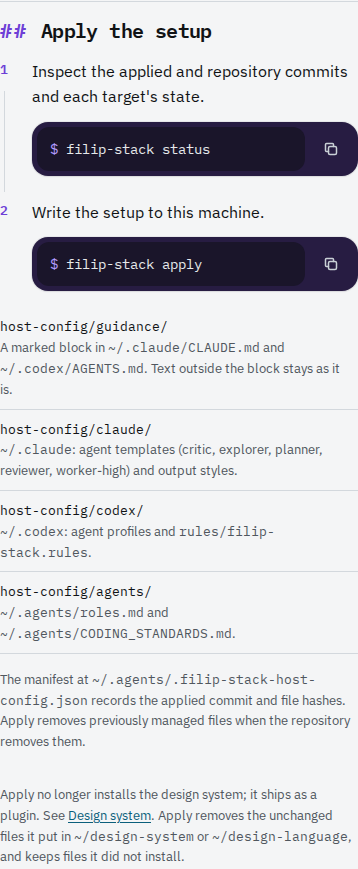 ## Apply the setup
1 Inspect the applied and repository commits
and each target's state.
$ filip-stack status
2 Write the setup to this machine.
$ filip-stack apply
host-config/guidance/
A marked block in ~/.claude/CLAUDE.md and
~/.codex/AGENTS.md. Text outside the block stays as it
is.
host-config/claude/
~/.claude: agent templates (critic, explorer, planner,
reviewer, worker-high) and output styles.
host-config/codex/
~/.codex: agent profiles and rules/filip-
stack.rules.
host-config/agents/
~/.agents/roles.md and
~/.agents/CODING_STANDARDS.md.
The manifest at ~/.agents/.filip-stack-host-
config.json records the applied commit and file hashes.
Apply removes previously managed files when the repository
removes them.
Apply no longer installs the design system; it ships as a
plugin. See Design system. Apply removes the unchanged
files it put in ~/design-system or ~/design-language,
and keeps files it did not install.